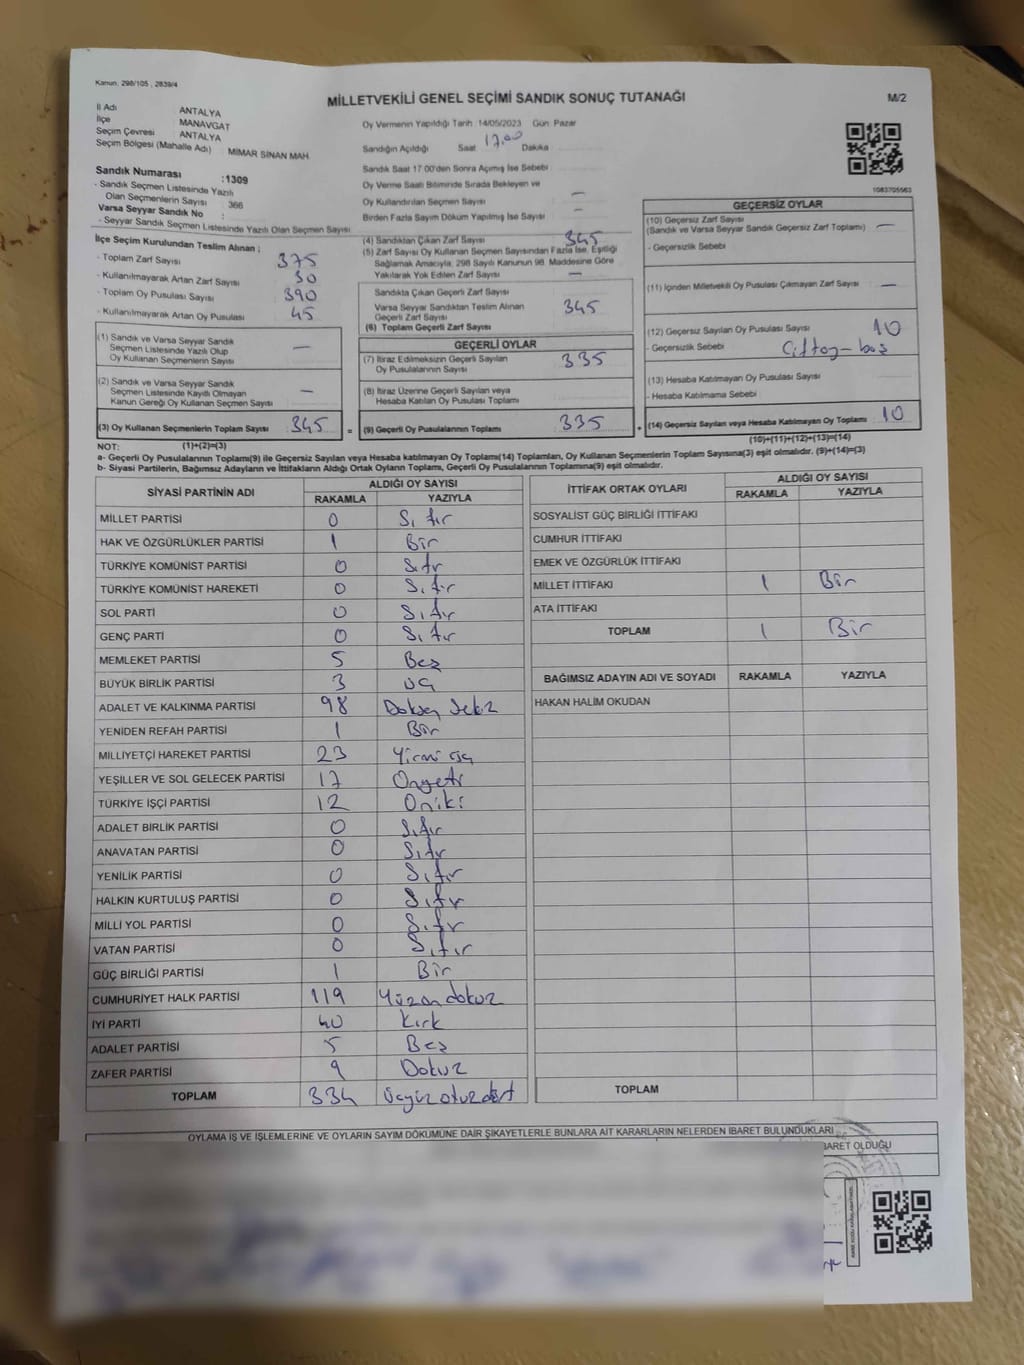 Kanun, 298/105 , 2839/4
MİLLETVEKİLİ GENEL SEÇİMİ SANDIK SONUÇ TUTANAĞI
M/2
İl Adı ANTALYA
İlçe MANAVGAT
Seçim Çevresi ANTALYA
Seçim Bölgesi (Mahalle Adı) MİMAR SİNAN MAH.
Sandık Numarası :1309
- Sandık Seçmen Listesinde Yazılı
Olan Seçmenlerin Sayısı : 366
Varsa Seyyar Sandık No :
- Seyyar Sandık Seçmen Listesinde Yazılı Olan Seçmen Sayısı
İlçe Seçim Kurulundan Teslim Alınan ;
- Toplam Zarf Sayısı 375
- Kullanılmayarak Artan Zarf Sayısı 30
- Toplam Oy Pusulası Sayısı 390
- Kullanılmayarak Artan Oy Pusulası 45
(1) Sandık ve Varsa Seyyar Sandık
Seçmen Listesinde Yazılı Olup
Oy Kullanan Seçmenlerin Sayısı —
(2) Sandık ve Varsa Seyyar Sandık
Seçmen Listesinde Kayıtlı Olmayan
Kanun Gereği Oy Kullanan Seçmen Sayısı —
(3) Oy Kullanan Seçmenlerin Toplam Sayısı 345 =
Oy Vermenin Yapıldığı Tarih :14/05/2023 Gün :Pazar
Sandığın Açıldığı Saat 17.00 Dakika
Sandık Saat 17:00'den Sonra Açılmış İse Sebebi
Oy Verme Saati Bitiminde Sırada Bekleyen ve
Oy Kullandırılan Seçmen Sayısı —
Birden Fazla Sayım Döküm Yapılmış İse Sayısı —
(4) Sandıktan Çıkan Zarf Sayısı 345
(5) Zarf Sayısı Oy Kullanan Seçmen Sayısından Fazla İse, Eşitliği
Sağlamak Amacıyla, 298 Sayılı Kanunun 98. Maddesine Göre
Yakılarak Yok Edilen Zarf Sayısı —
Sandıkta Çıkan Geçerli Zarf Sayısı
Varsa Seyyar Sandıktan Teslim Alınan
Geçerli Zarf Sayısı 345
(6) Toplam Geçerli Zarf Sayısı
GEÇERLİ OYLAR
(7) İtiraz Edilmeksizin Geçerli Sayılan
Oy Pusulalarının Sayısı 335
(8) İtiraz Üzerine Geçerli Sayılan veya
Hesaba Katılan Oy Pusulası Toplamı
(9) Geçerli Oy Pusulalarının Toplamı 335 +
1083705563
GEÇERSİZ OYLAR
(10) Geçersiz Zarf Sayısı
(Sandık ve Varsa Seyyar Sandık Geçersiz Zarf Toplamı) —
- Geçersizlik Sebebi
(11) İçinden Milletvekili Oy Pusulası Çıkmayan Zarf Sayısı —
(12) Geçersiz Sayılan Oy Pusulası Sayısı 10
- Geçersizlik Sebebi Çift oy - boş
(13) Hesaba Katılmayan Oy Pusulası Sayısı
- Hesaba Katılmama Sebebi
(14) Geçersiz Sayılan veya Hesaba Katılmayan Oy Toplamı 10
NOT: (1)+(2)=(3) (10)+(11)+(12)+(13)=(14)
a- Geçerli Oy Pusulalarının Toplamı(9) ile Geçersiz Sayılan veya Hesaba katılmayan Oy Toplamı(14) Toplamları, Oy Kullanan Seçmenlerin Toplam Sayısına(3) eşit olmalıdır. (9)+(14)=(3)
b- Siyasi Partilerin, Bağımsız Adayların ve İttifakların Aldığı Ortak Oyların Toplamı, Geçerli Oy Pusulalarının Toplamına(9) eşit olmalıdır.
SİYASİ PARTİNİN ADI ALDIĞI OY SAYISI
RAKAMLA YAZIYLA
MİLLET PARTİSİ 0 Sıfır
HAK VE ÖZGÜRLÜKLER PARTİSİ 1 Bir
TÜRKİYE KOMÜNİST PARTİSİ 0 Sıfır
TÜRKİYE KOMÜNİST HAREKETİ 0 Sıfır
SOL PARTİ 0 Sıfır
GENÇ PARTİ 0 Sıfır
MEMLEKET PARTİSİ 5 Beş
BÜYÜK BİRLİK PARTİSİ 3 üç
ADALET VE KALKINMA PARTİSİ 98 Doksan Sekiz
YENİDEN REFAH PARTİSİ 1 Bir
MİLLİYETÇİ HAREKET PARTİSİ 23 Yirmi üç
YEŞİLLER VE SOL GELECEK PARTİSİ 17 Onyedi
TÜRKİYE İŞÇİ PARTİSİ 12 Oniki
ADALET BİRLİK PARTİSİ 0 Sıfır
ANAVATAN PARTİSİ 0 Sıfır
YENİLİK PARTİSİ 0 Sıfır
HALKIN KURTULUŞ PARTİSİ 0 Sıfır
MİLLİ YOL PARTİSİ 0 Sıfır
VATAN PARTİSİ 0 Sıfır
GÜÇ BİRLİĞİ PARTİSİ 1 Bir
CUMHURİYET HALK PARTİSİ 119 Yüzondokuz
İYİ PARTİ 40 Kırk
ADALET PARTİSİ 5 Beş
ZAFER PARTİSİ 9 Dokuz
TOPLAM 334 üçyüzotuzdört
İTTİFAK ORTAK OYLARI ALDIĞI OY SAYISI
RAKAMLA YAZIYLA
SOSYALİST GÜÇ BİRLİĞİ İTTİFAKI
CUMHUR İTTİFAKI
EMEK VE ÖZGÜRLÜK İTTİFAKI
MİLLET İTTİFAKI 1 Bir
ATA İTTİFAKI
TOPLAM 1 Bir
BAĞIMSIZ ADAYIN ADI VE SOYADI RAKAMLA YAZIYLA
HAKAN HALİM OKUDAN
TOPLAM
OYLAMA İŞ VE İŞLEMLERİNE VE OYLARIN SAYIM DÖKÜMÜNE DAİR ŞİKAYETLERLE BUNLARA AİT KARARLARIN NELERDEN İBARET BULUNDUKLARI
BARET OLDUĞU